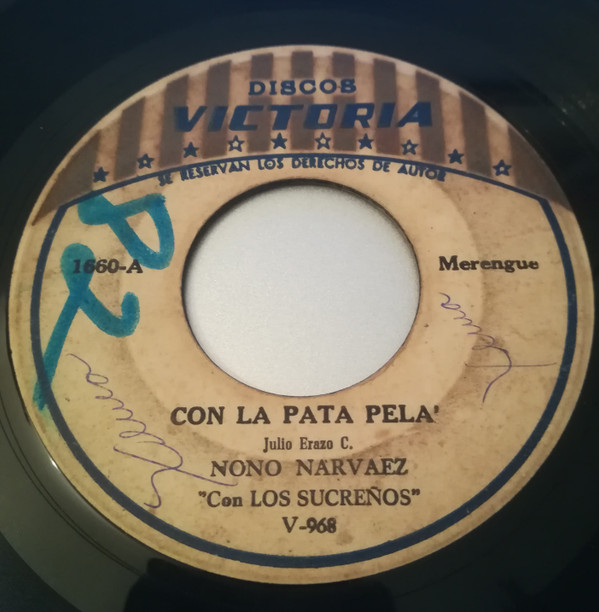 DISCOS
VICTORIA
SE RESERVAN LOS DERECHOS DE AUTOR
1660-A
Merengue
CON LA PATA PELA'
Julio Erazo C.
NONO NARVAEZ
"Con LOS SUCREÑOS"
V-968